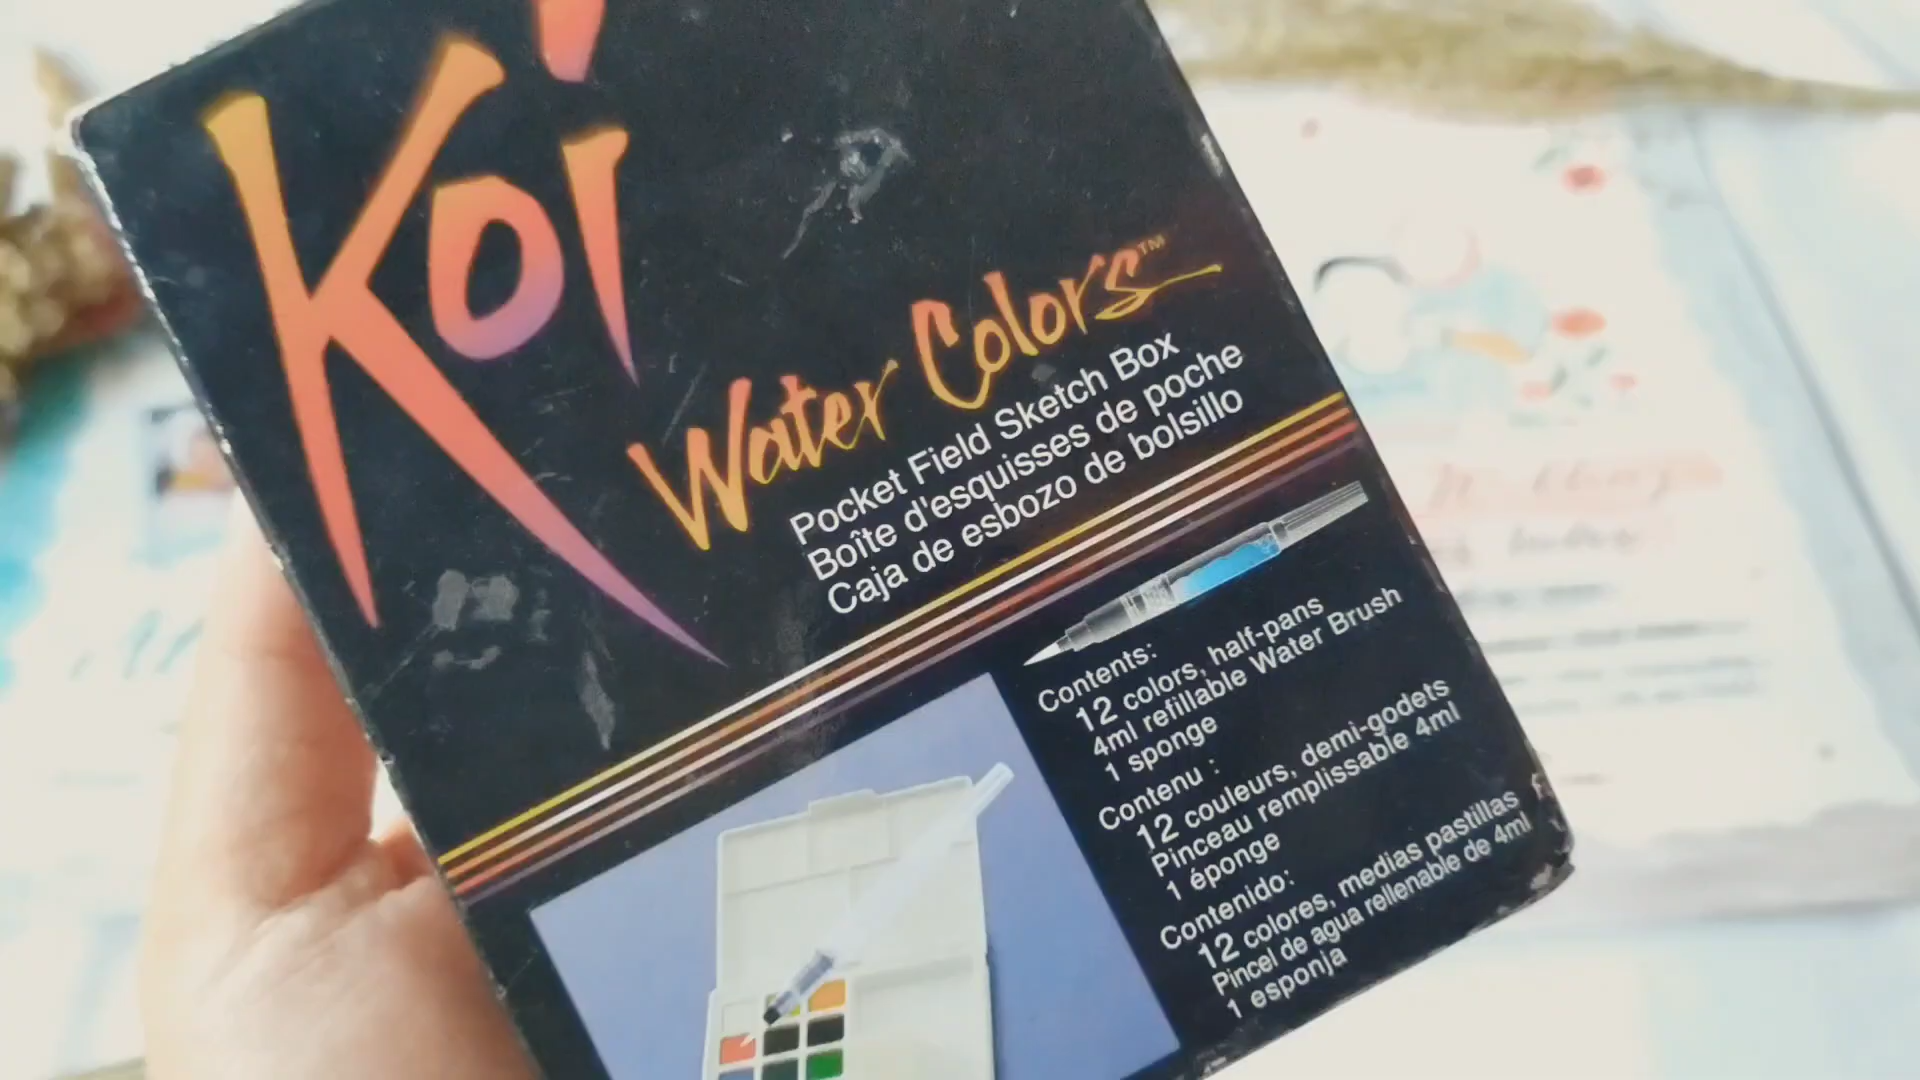 Koi
Water Colors™
Pocket Field Sketch Box
Boîte d'esquisses de poche
Caja de esbozo de bolsillo
Contents:
12 colors, half-pans
4ml refillable Water Brush
1 sponge
Contenu :
12 couleurs, demi-godets
Pinceau remplissable 4ml
1 éponge
Contenido:
12 colores, medias pastillas
Pincel de agua rellenable de 4ml
1 esponja